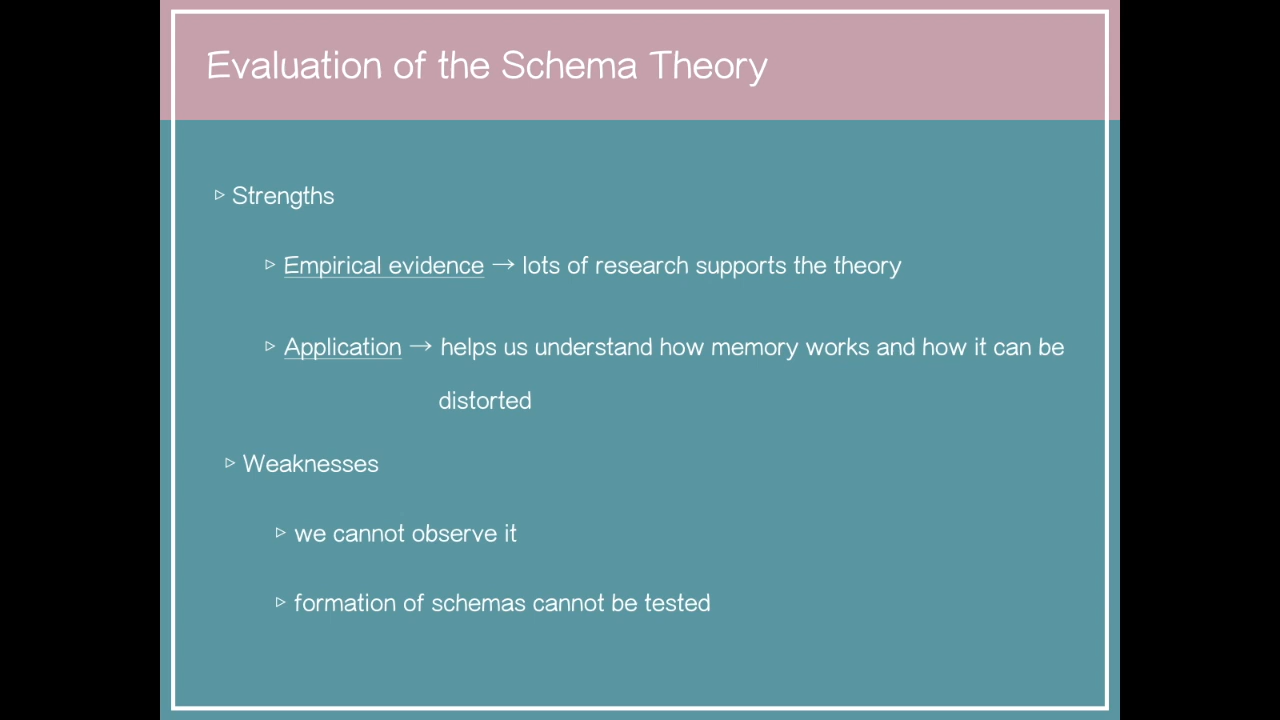 Evaluation of the Schema Theory
▹ Strengths
▹ Empirical evidence → lots of research supports the theory
▹ Application → helps us understand how memory works and how it can be
distorted
▹ Weaknesses
▹ we cannot observe it
▹ formation of schemas cannot be tested